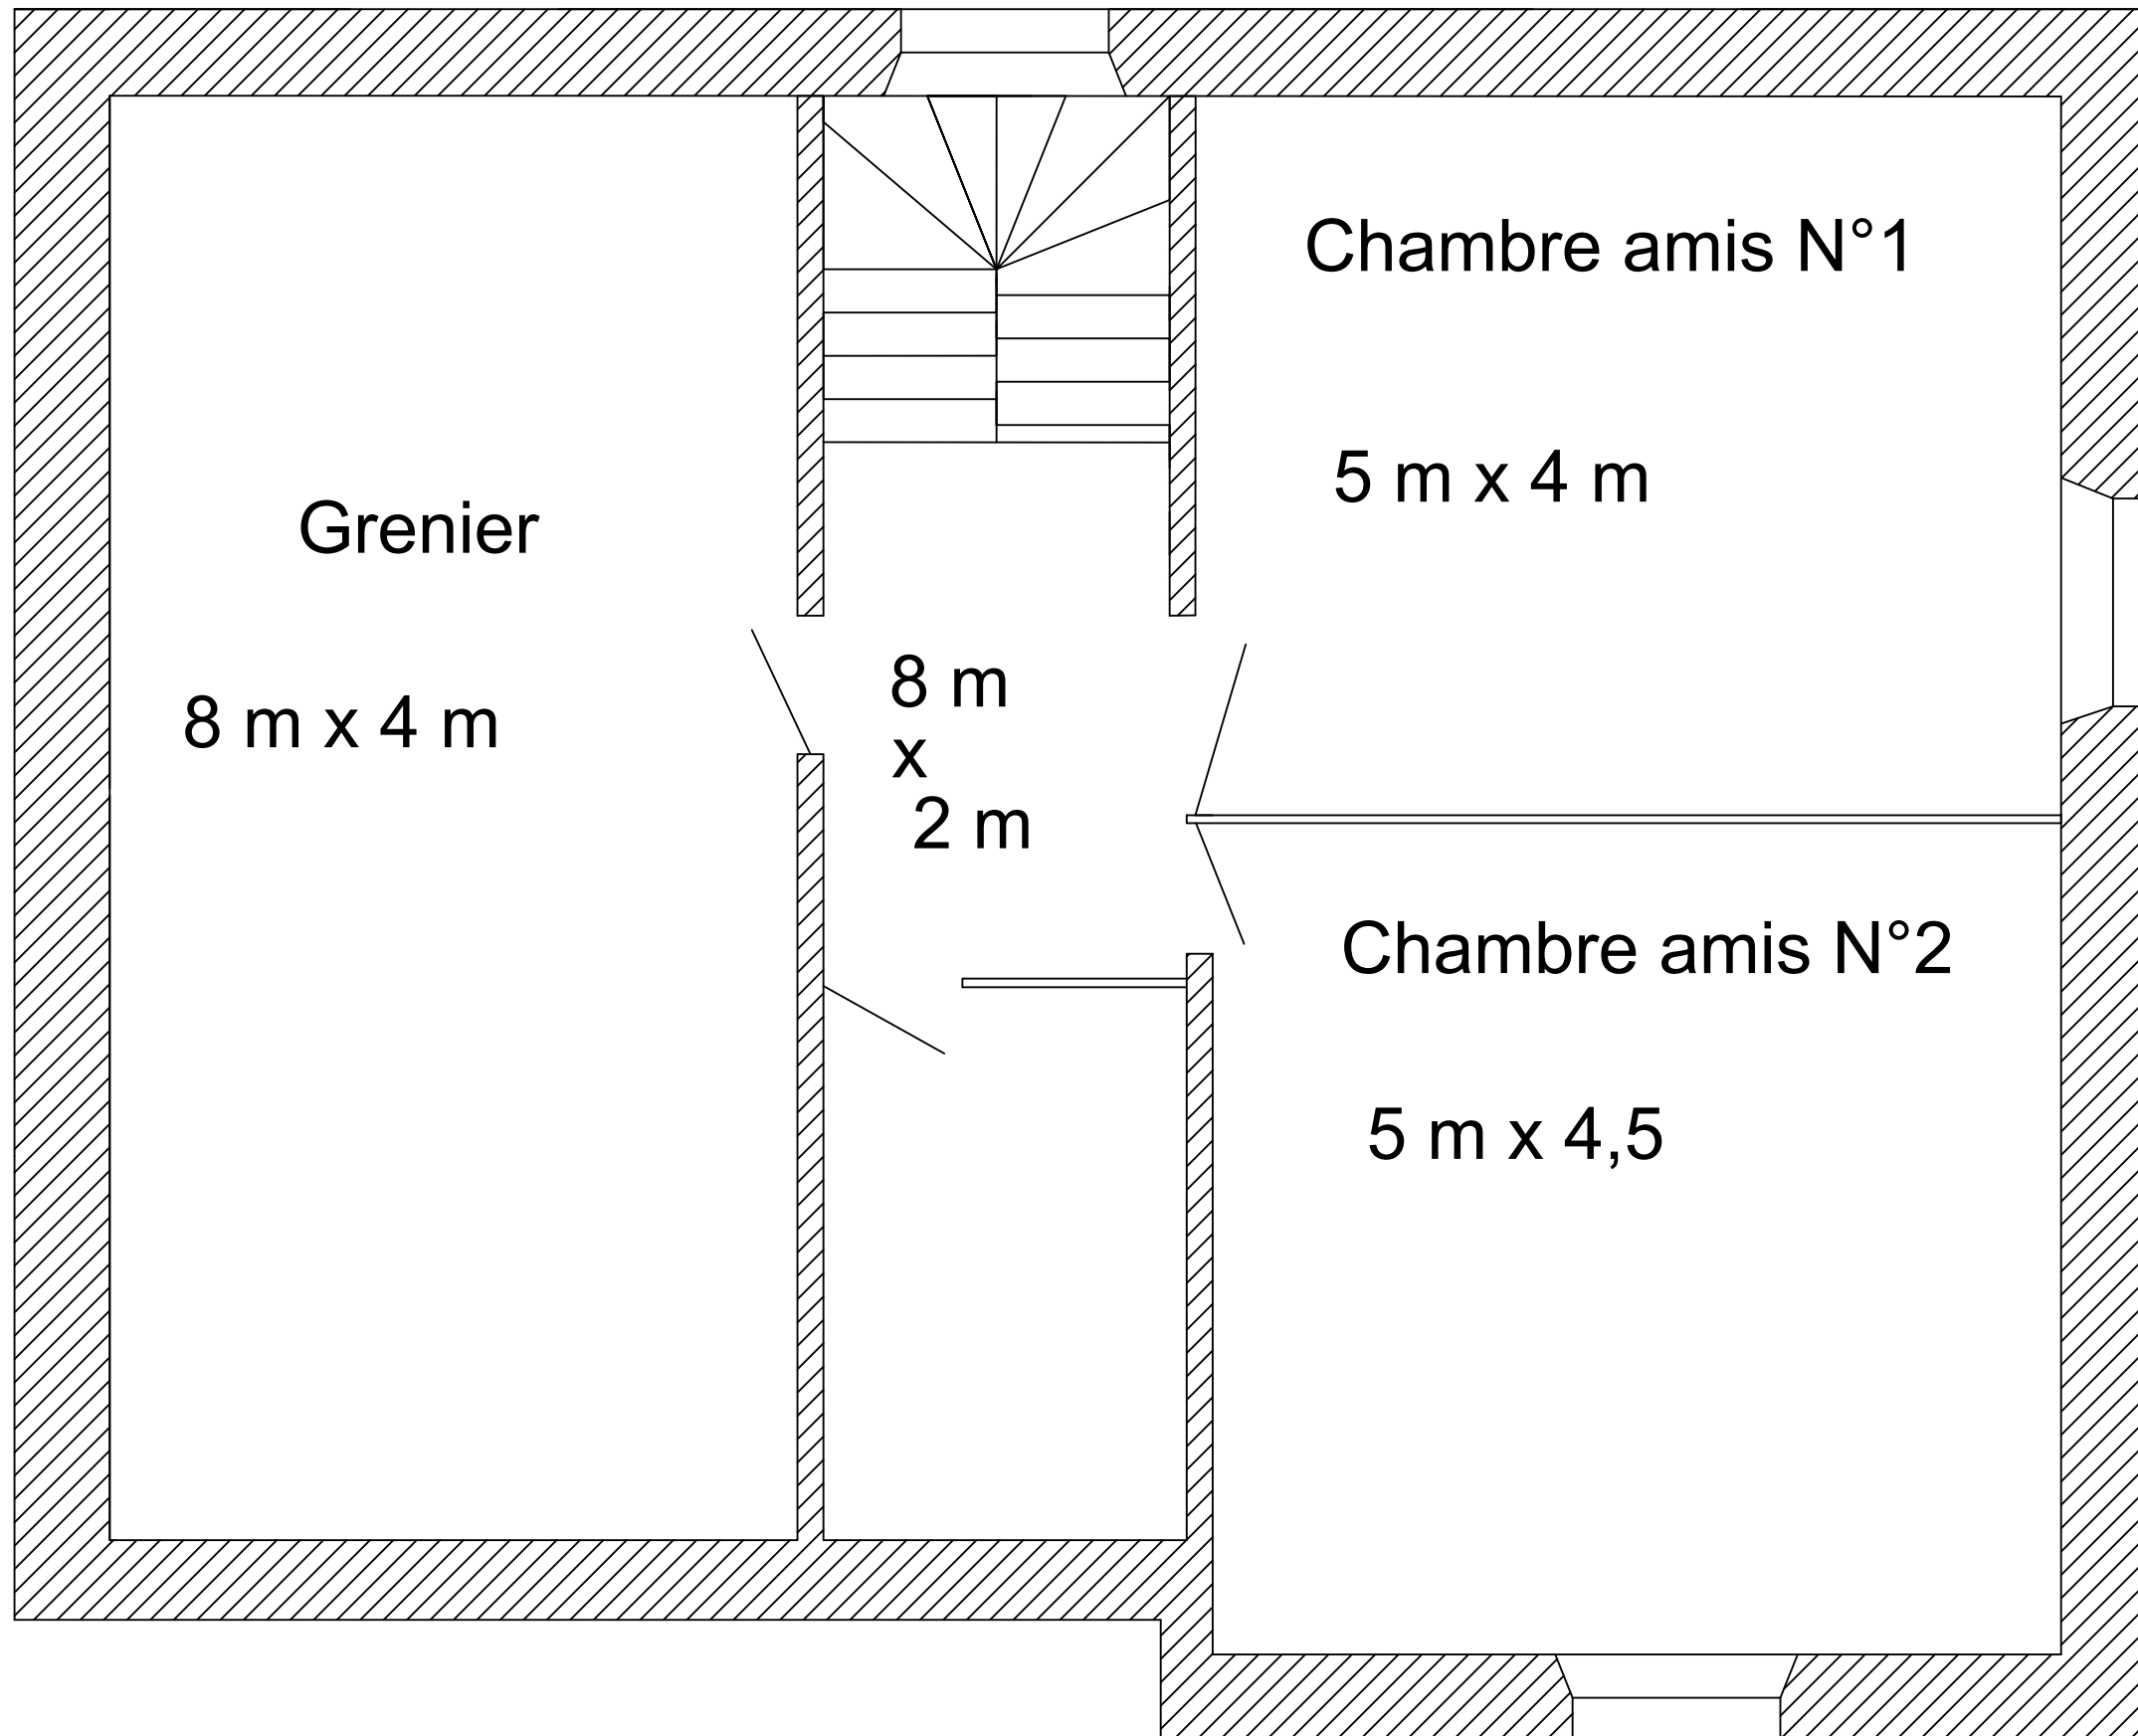 Grenier
8 m x 4 m
8 m
x
2 m
Chambre amis N°1
5 m x 4 m
Chambre amis N°2
5 m x 4,5